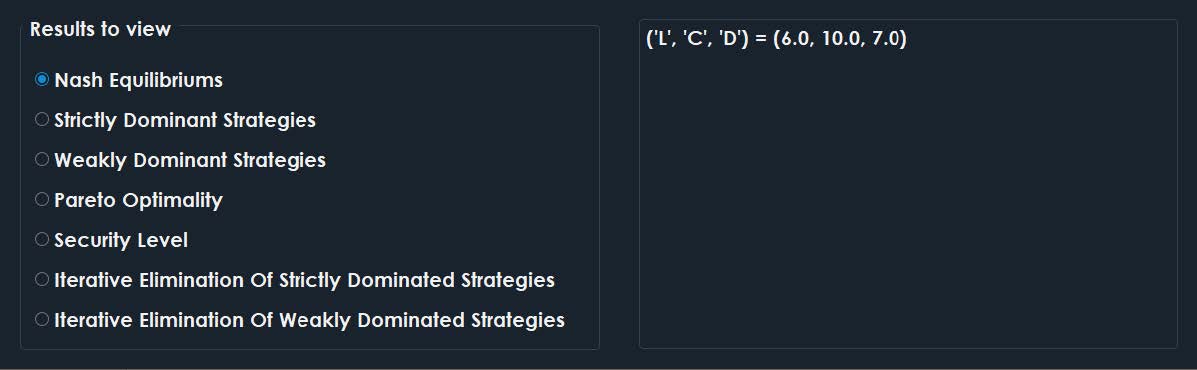 Results to view
Nash Equilibriums
Strictly Dominant Strategies
Weakly Dominant Strategies
Pareto Optimality
Security Level
Iterative Elimination Of Strictly Dominated Strategies
Iterative Elimination Of Weakly Dominated Strategies
('L', 'C', 'D') = (6.0, 10.0, 7.0)